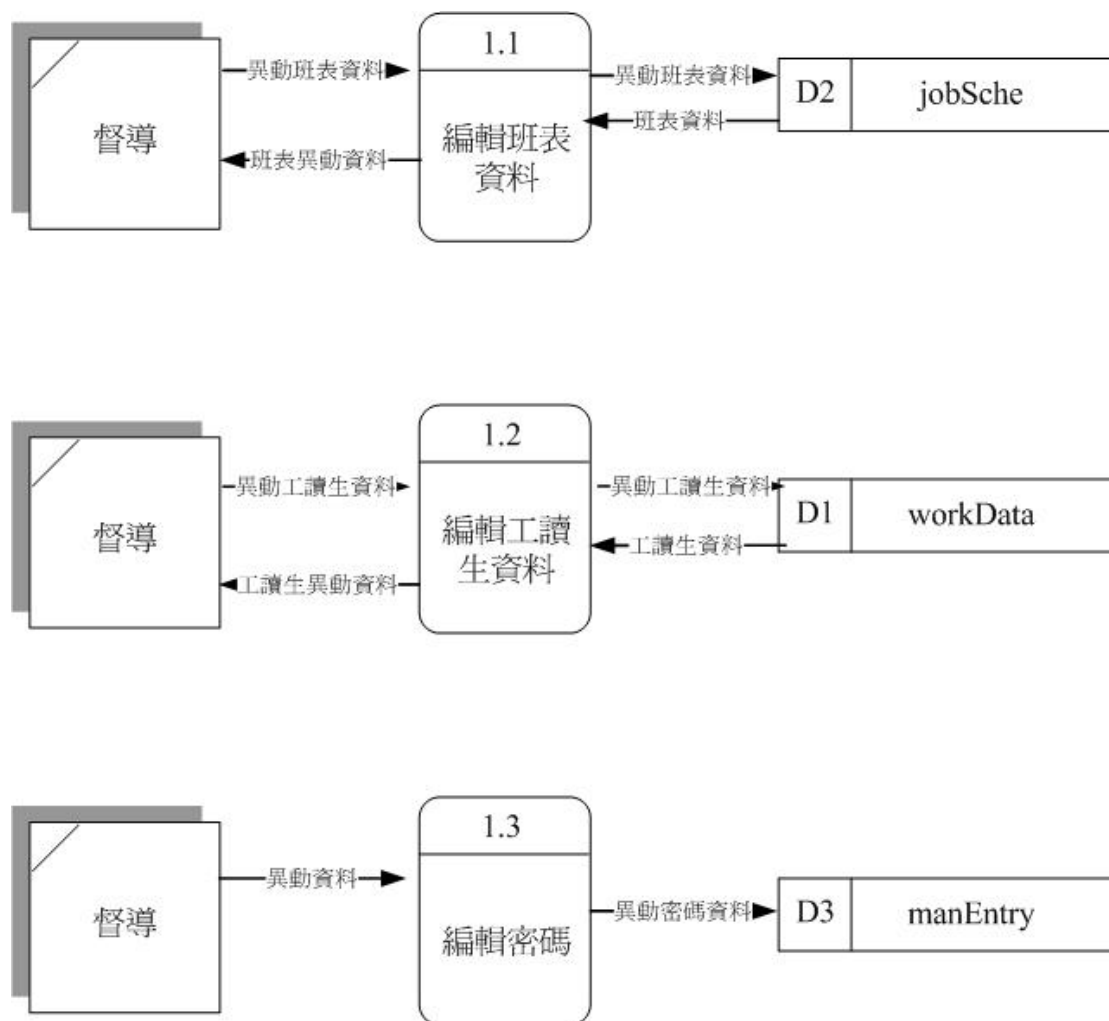 1.1
異動班表資料
異動班表資料
D2
jobSche
督導
編輯班表
資料
班表資料
班表異動資料
1.2
異動工讀生資料
異動工讀生資料
D1
workData
督導
編輯工讀
生資料
工讀生資料
工讀生異動資料
1.3
異動資料
異動密碼資料
D3
manEntry
督導
編輯密碼